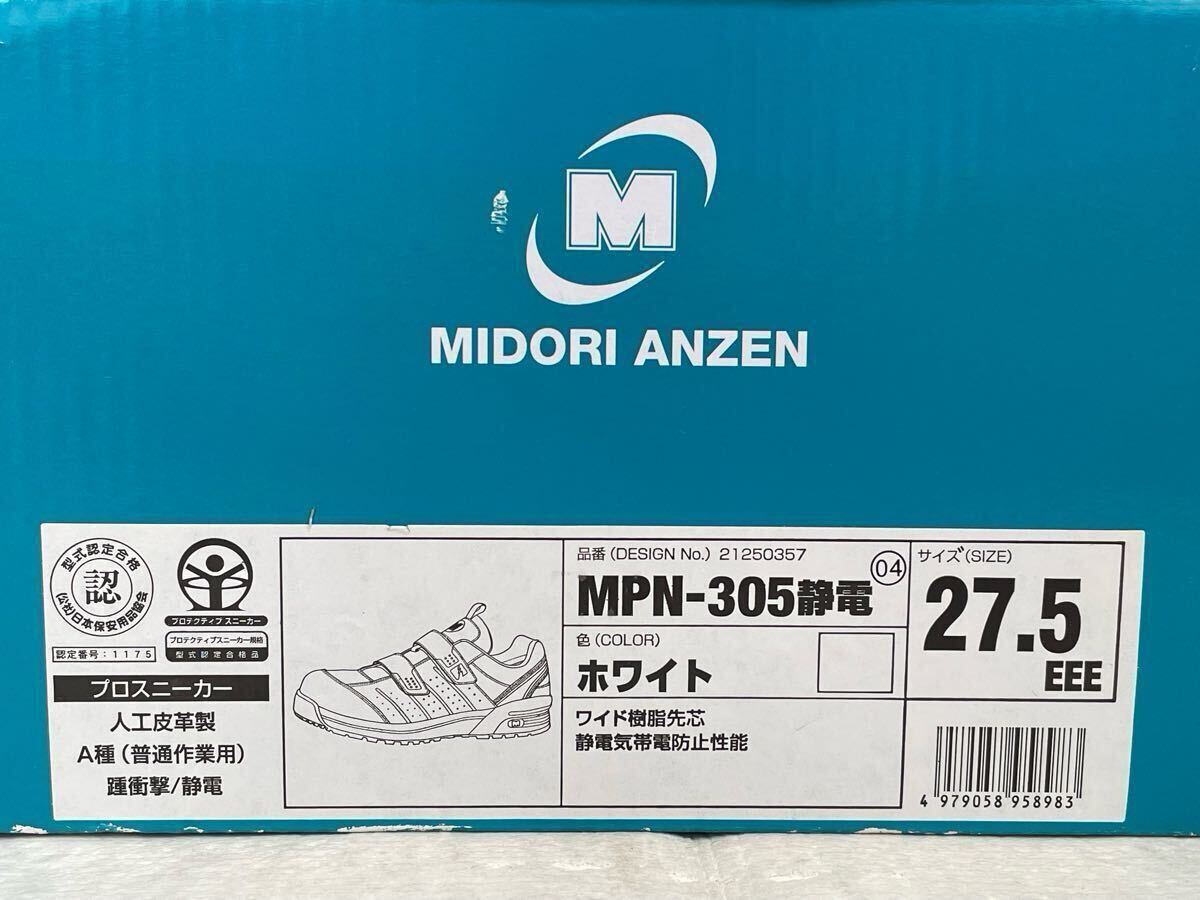 M
MIDORI ANZEN
型式認定合格
認
(公社)日本保安用品協会
認定番号：1175
プロテクティブ スニーカー
プロテクティブスニーカー規格
型式認定合格品
プロスニーカー
人工皮革製
A種（普通作業用）
踵衝撃/静電
品番（DESIGN No.）21250357
MPN-305静電
04
色（COLOR）
ホワイト
ワイド樹脂先芯
静電気帯電防止性能
サイズ（SIZE）
27.5
EEE
4 979058 958983